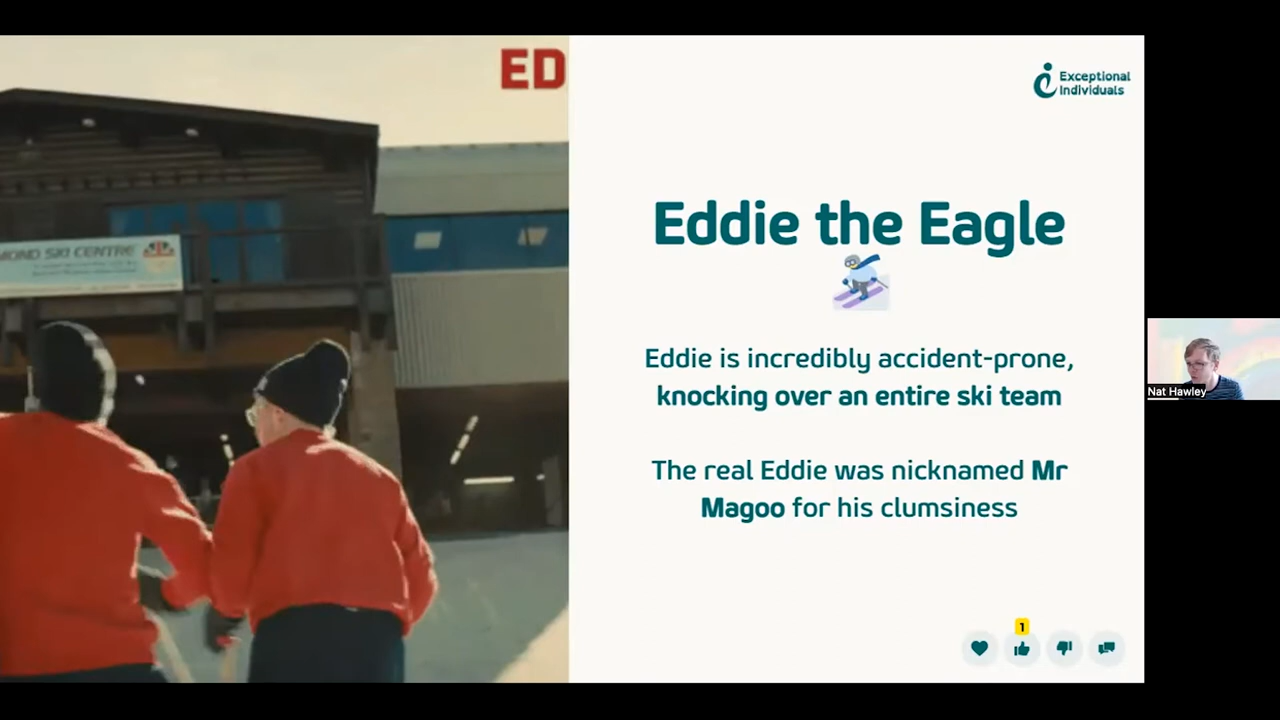 ED
MOND SKI CENTRE
Exceptional
Individuals
Eddie the Eagle
Eddie is incredibly accident-prone,
knocking over an entire ski team
The real Eddie was nicknamed Mr
Magoo for his clumsiness
1
Nat Hawley